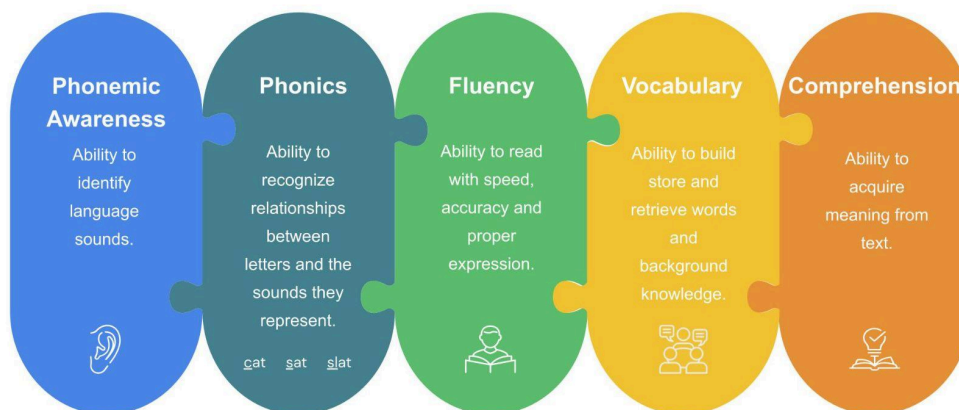 Phonemic
Awareness
Ability to
identify
language
sounds.
Phonics
Ability to
recognize
relationships
between
letters and the
sounds they
represent.
cat sat slat
Fluency
Ability to read
with speed,
accuracy and
proper
expression.
Vocabulary
Ability to build
store and
retrieve words
and
background
knowledge.
Comprehension
Ability to
acquire
meaning from
text.